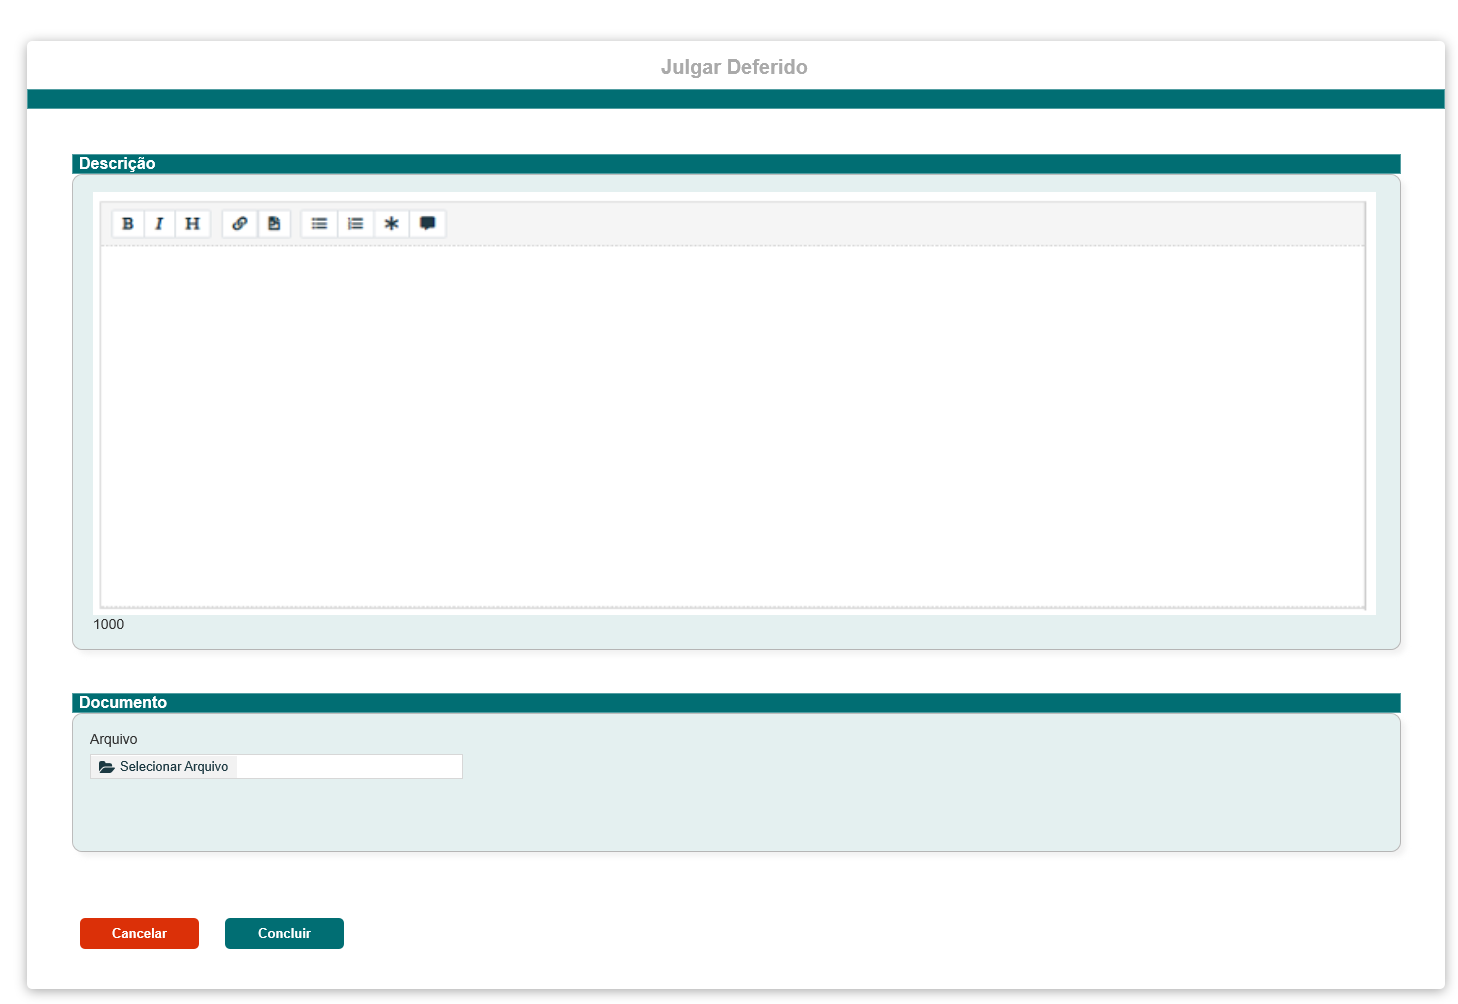 Julgar Deferido
Descrição
B I H
1000
Documento
Arquivo
Selecionar Arquivo
Cancelar Concluir